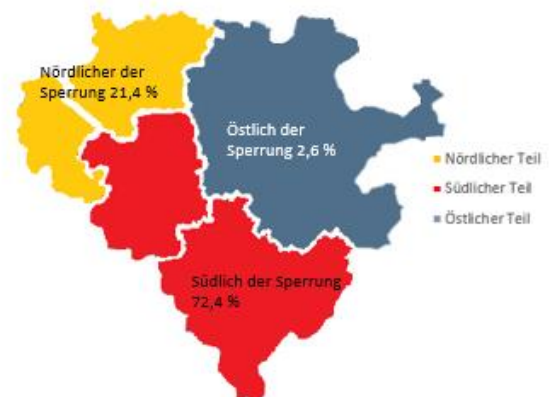 Nördlicher der
Sperrung 21,4 %
Östlich der
Sperrung 2,6 %
Nördlicher Teil
Südlicher Teil
Östlicher Teil
Südlich der Sperrung
72,4 %